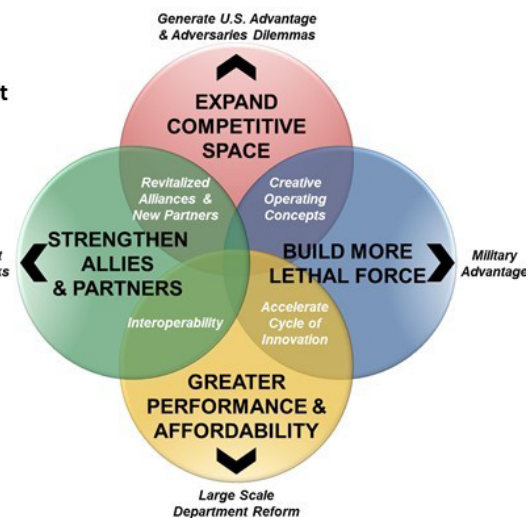 Generate U.S. Advantage
& Adversaries Dilemmas
EXPAND
COMPETITIVE
SPACE
Revitalized
Alliances &
New Partners
Creative
Operating
Concepts
STRENGTHEN
ALLIES
& PARTNERS
BUILD MORE
LETHAL FORCE
Military
Advantage
Interoperability
Accelerate
Cycle of
Innovation
GREATER
PERFORMANCE &
AFFORDABILITY
Large Scale
Department Reform